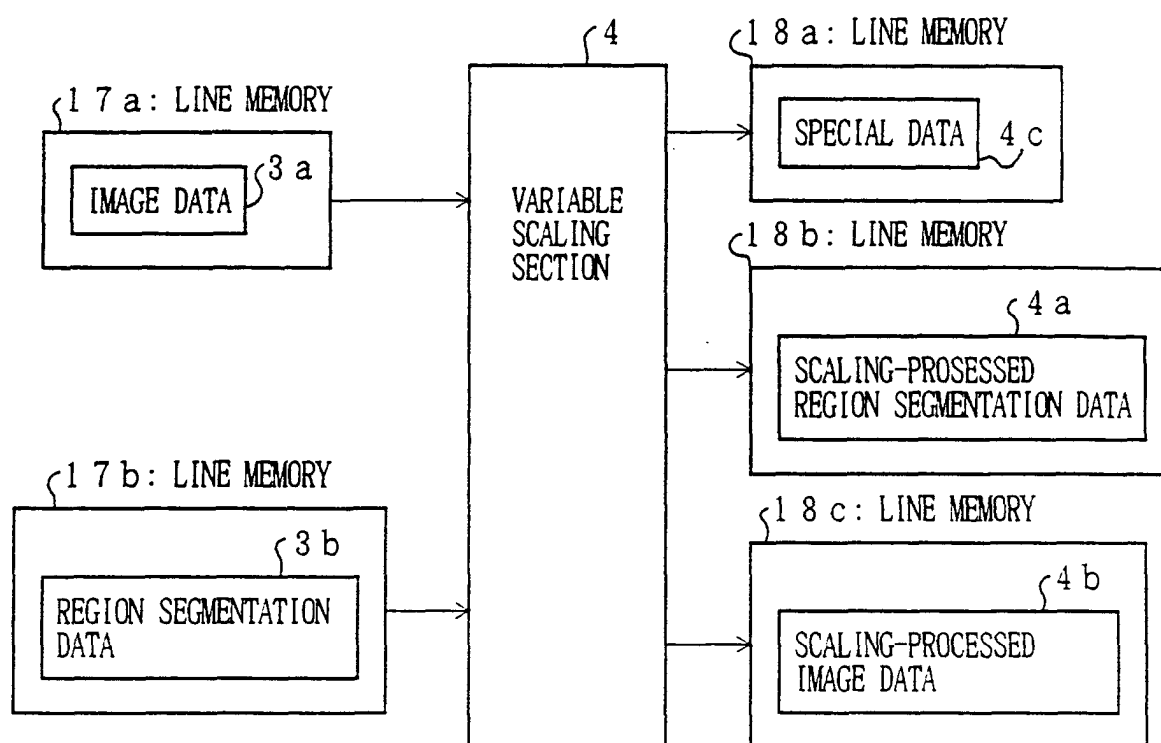 17a: LINE MEMORY
IMAGE DATA
3a
17b: LINE MEMORY
3b
REGION SEGMENTATION
DATA
4
VARIABLE
SCALING
SECTION
18a: LINE MEMORY
SPECIAL DATA
4c
18b: LINE MEMORY
4a
SCALING-PROSESSED
REGION SEGMENTATION DATA
18c: LINE MEMORY
4b
SCALING-PROCESSED
IMAGE DATA